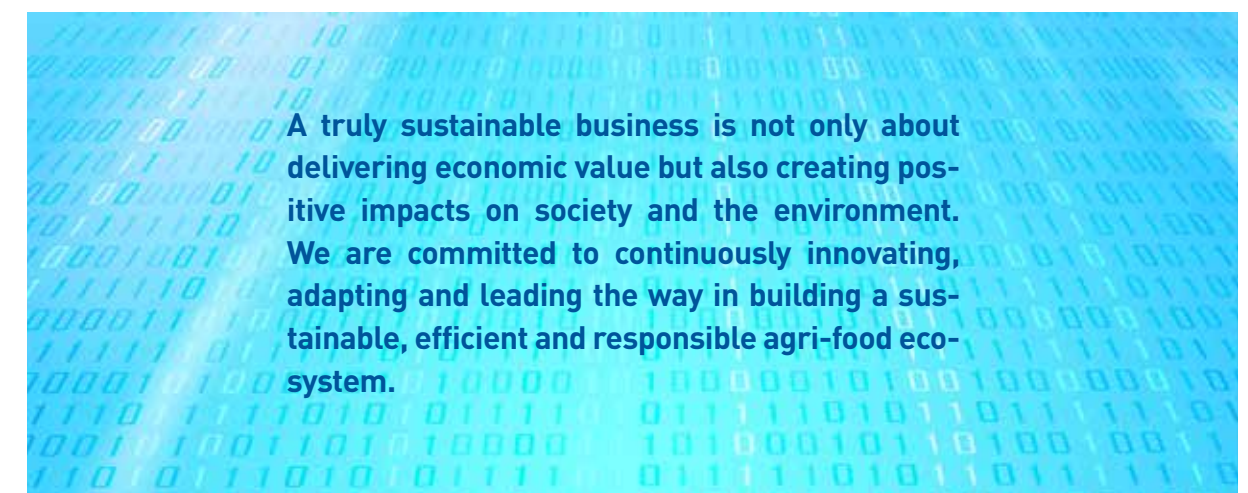 A truly sustainable business is not only about
delivering economic value but also creating pos-
itive impacts on society and the environment.
We are committed to continuously innovating,
adapting and leading the way in building a sus-
tainable, efficient and responsible agri-food eco-
system.